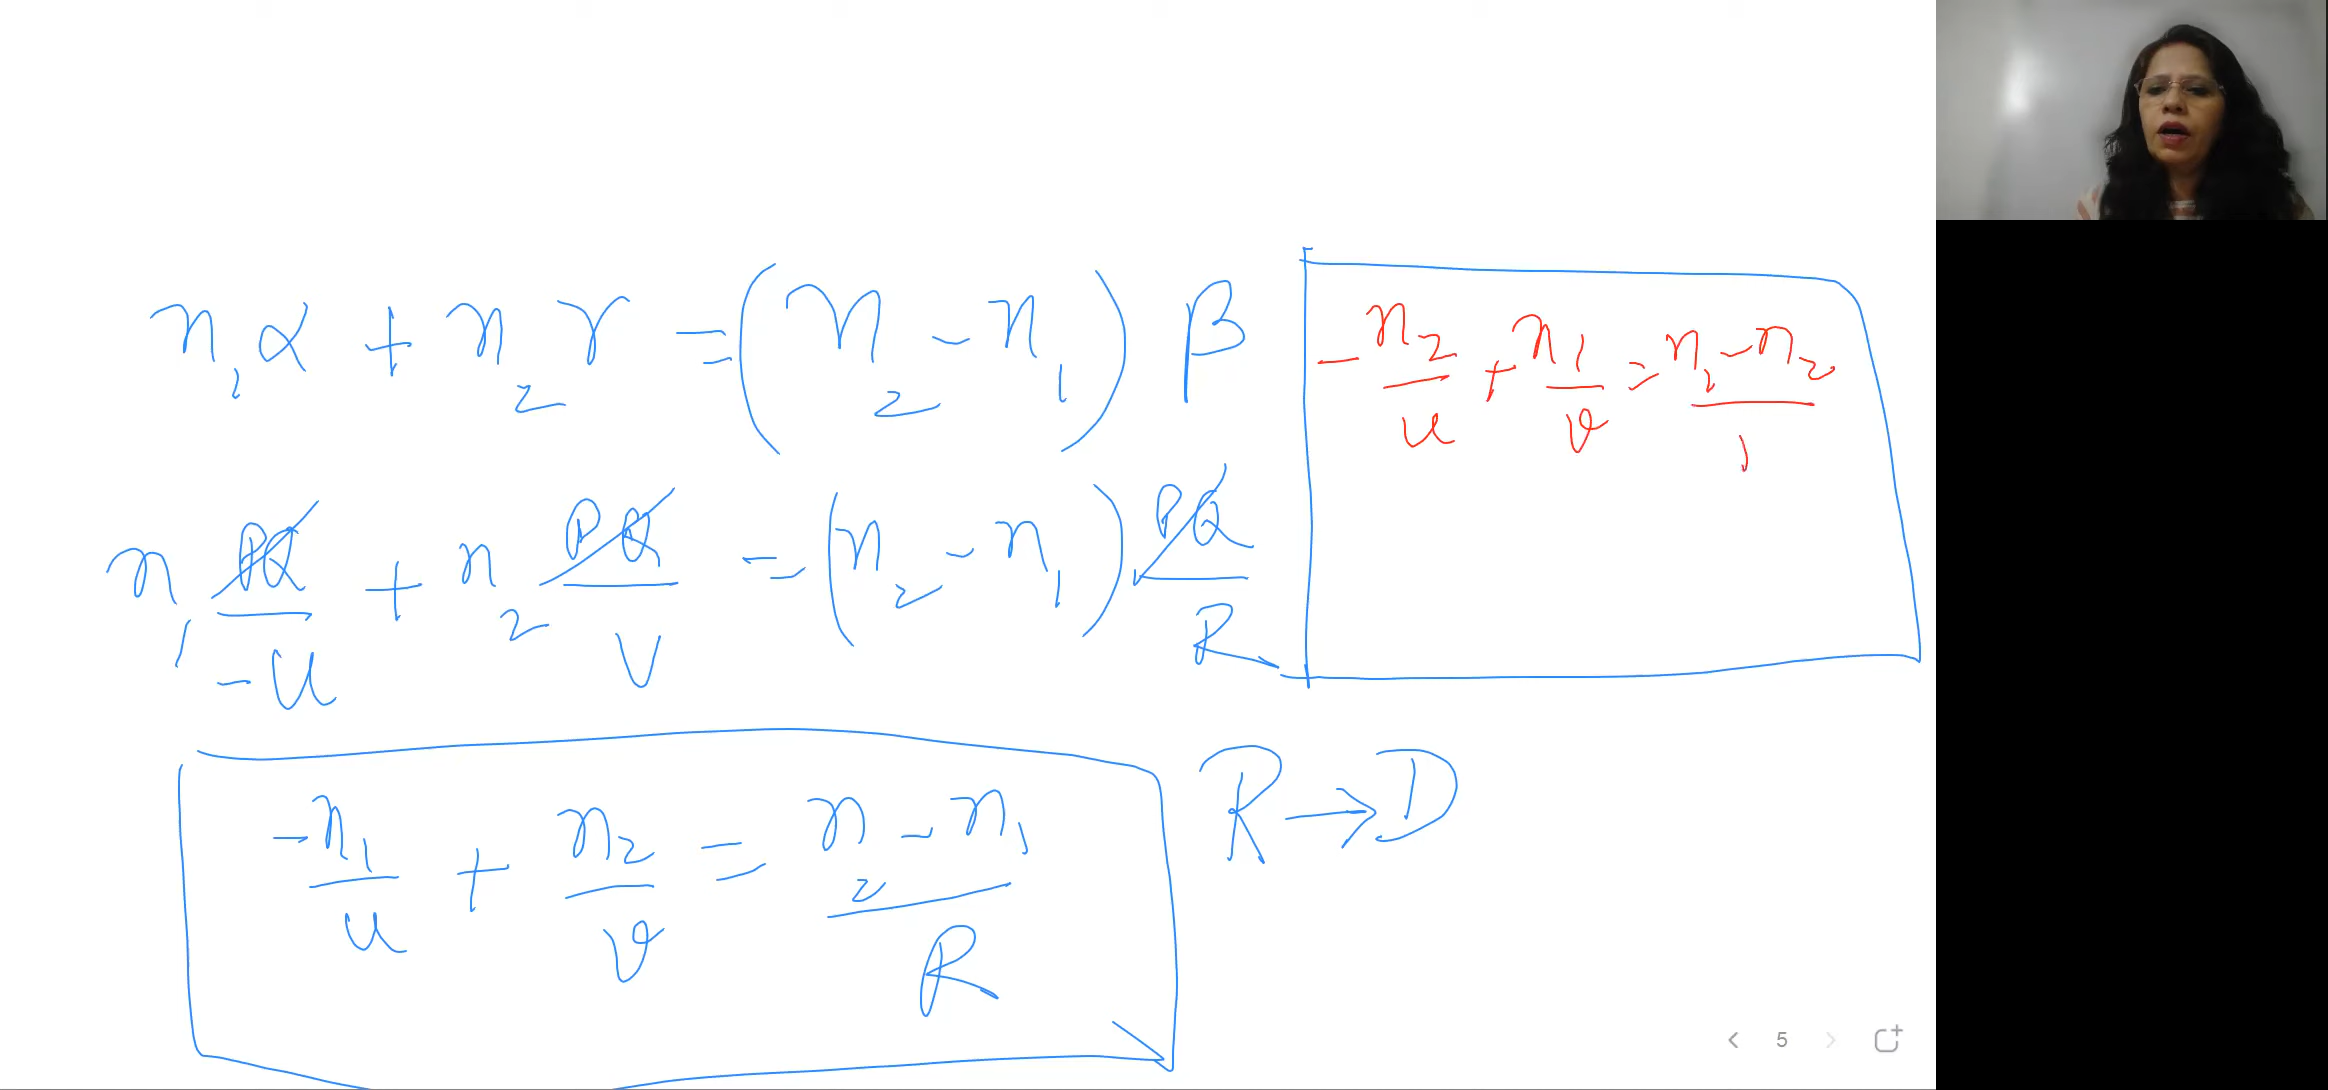 n₁α + n₂γ = (n₂ - n₁) β
n₁ PQ/-u + n₂ PQ/V = (n₂ - n₁) PQ/R
-n₁/u + n₂/v = n₂ - n₁/R
R → D
-n₂/u + n₁/v = n₁ - n₂
5